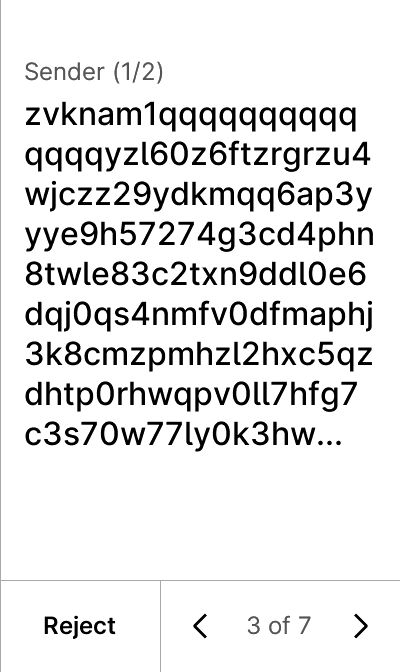 Sender (1/2)
zvknam1qqqqqqqqqq
qqqqyzl60z6ftzrgrzu4
wjczz29ydkmqq6ap3y
yye9h57274g3cd4phn
8twle83c2txn9ddl0e6
dqj0qs4nmfv0dfmaphj
3k8cmzpmhzl2hxc5qz
dhtp0rhwqpv0ll7hfg7
c3s70w77ly0k3hw...
Reject
3 of 7